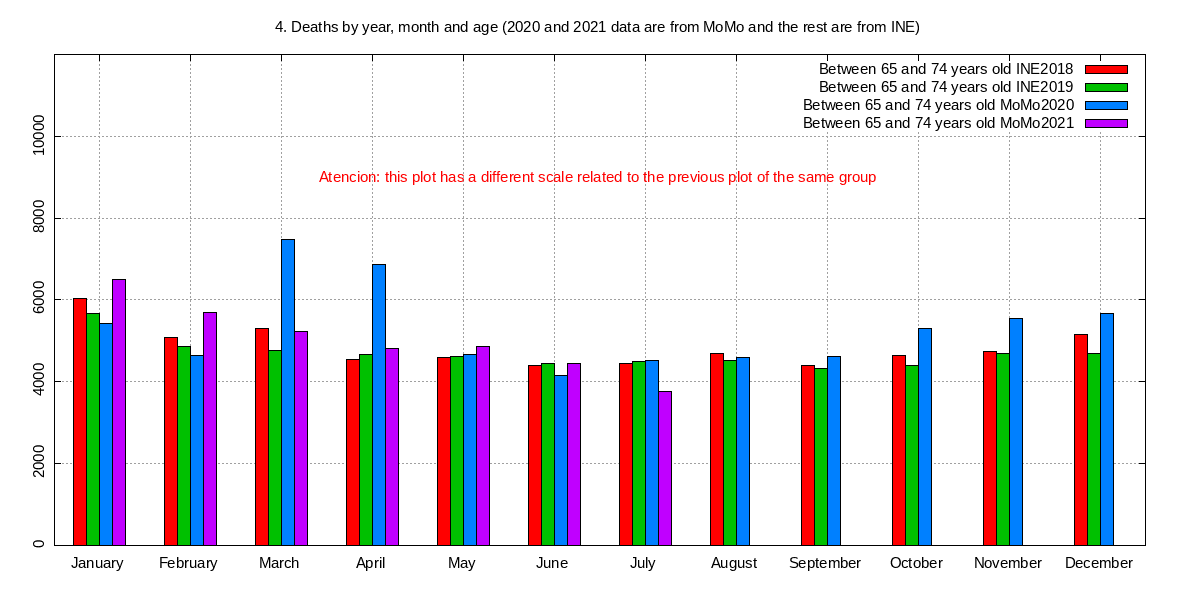 4. Deaths by year, month and age (2020 and 2021 data are from MoMo and the rest are from INE)
Between 65 and 74 years old INE2018
Between 65 and 74 years old INE2019
Between 65 and 74 years old MoMo2020
Between 65 and 74 years old MoMo2021
10000
Atencion: this plot has a different scale related to the previous plot of the same group
8000
6000
4000
2000
0
January February March April May June July August September October November December